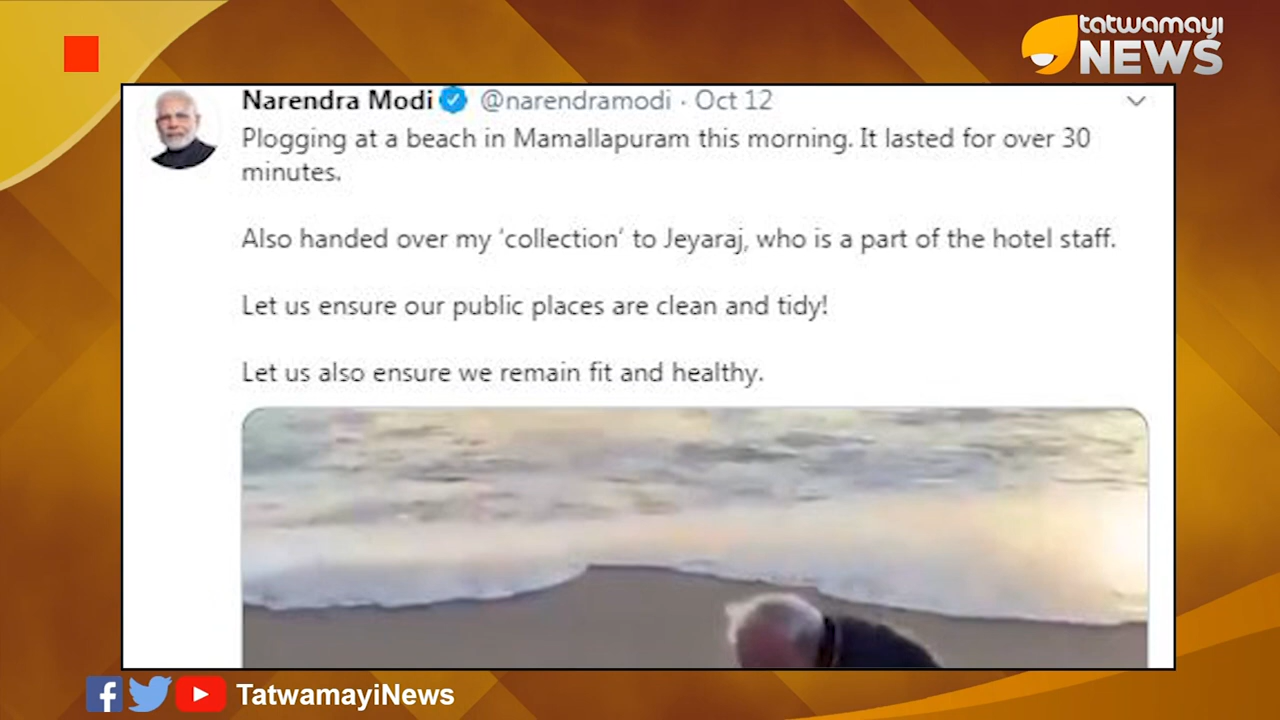 tatwamayi
NEWS
Narendra Modi @narendramodi · Oct 12
Plogging at a beach in Mamallapuram this morning. It lasted for over 30
minutes.
Also handed over my ‘collection’ to Jeyaraj, who is a part of the hotel staff.
Let us ensure our public places are clean and tidy!
Let us also ensure we remain fit and healthy.
TatwamayiNews